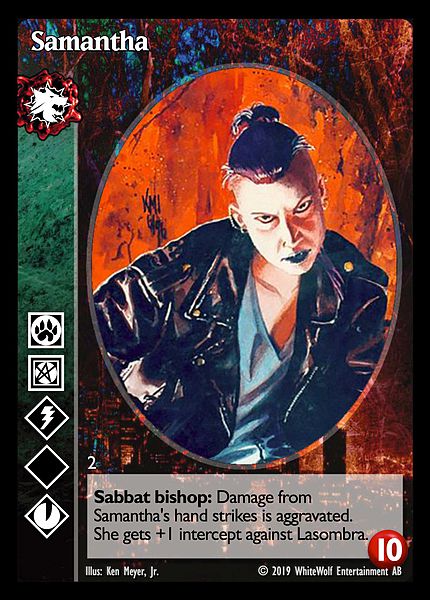 Samantha
2
Sabbat bishop: Damage from
Samantha's hand strikes is aggravated.
She gets +1 intercept against Lasombra.
10
Illus: Ken Meyer, Jr.
© 2019 WhiteWolf Entertainment AB